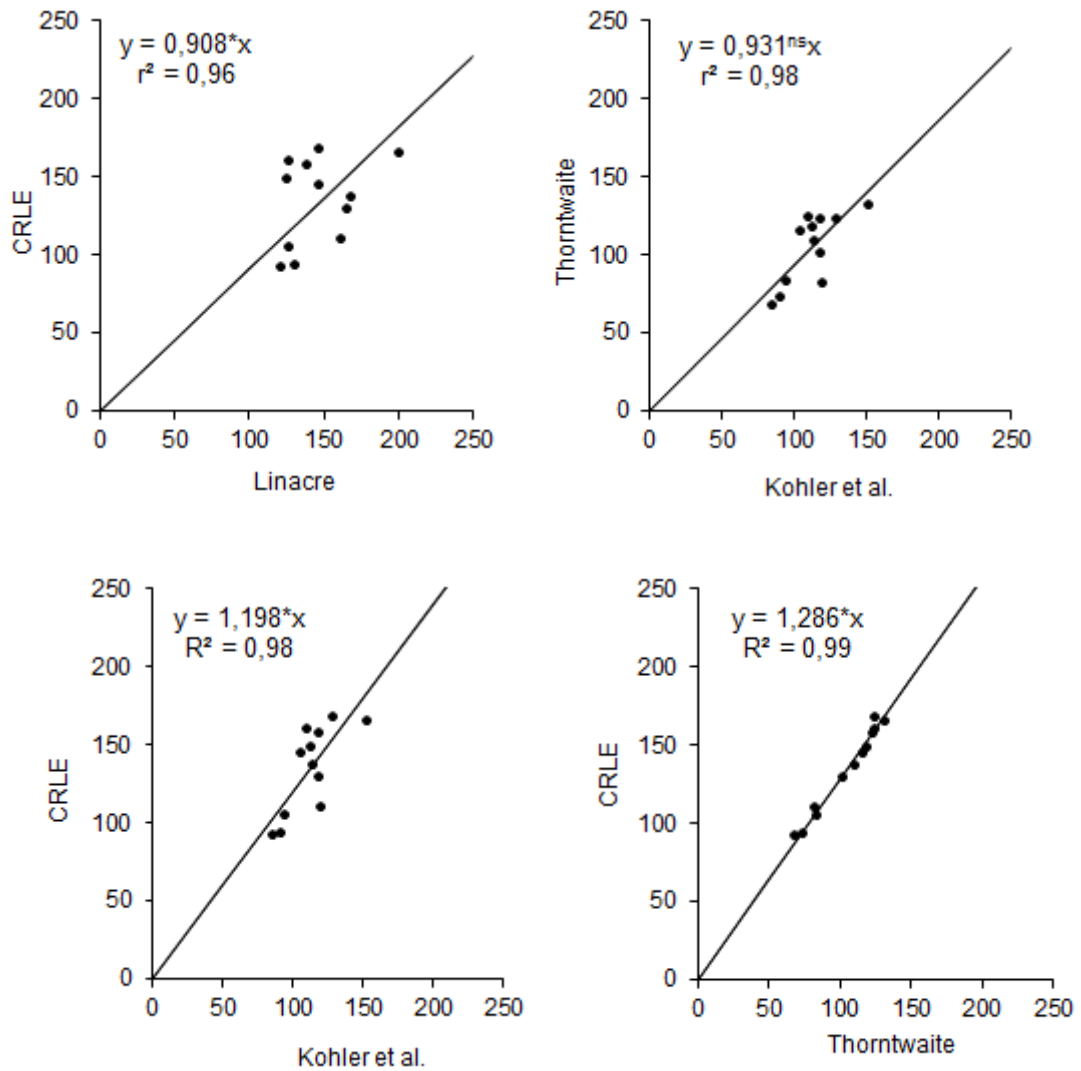 y = 0,908*x
r² = 0,96
250
200
150
100
50
0
CRLE
0 50 100 150 200 250
Linacre
y = 0,931ⁿˢx
r² = 0,98
250
200
150
100
50
0
Thorntwaite
0 50 100 150 200 250
Kohler et al.
y = 1,198*x
R² = 0,98
250
200
150
100
50
0
CRLE
0 50 100 150 200 250
Kohler et al.
y = 1,286*x
R² = 0,99
250
200
150
100
50
0
CRLE
0 50 100 150 200 250
Thorntwaite